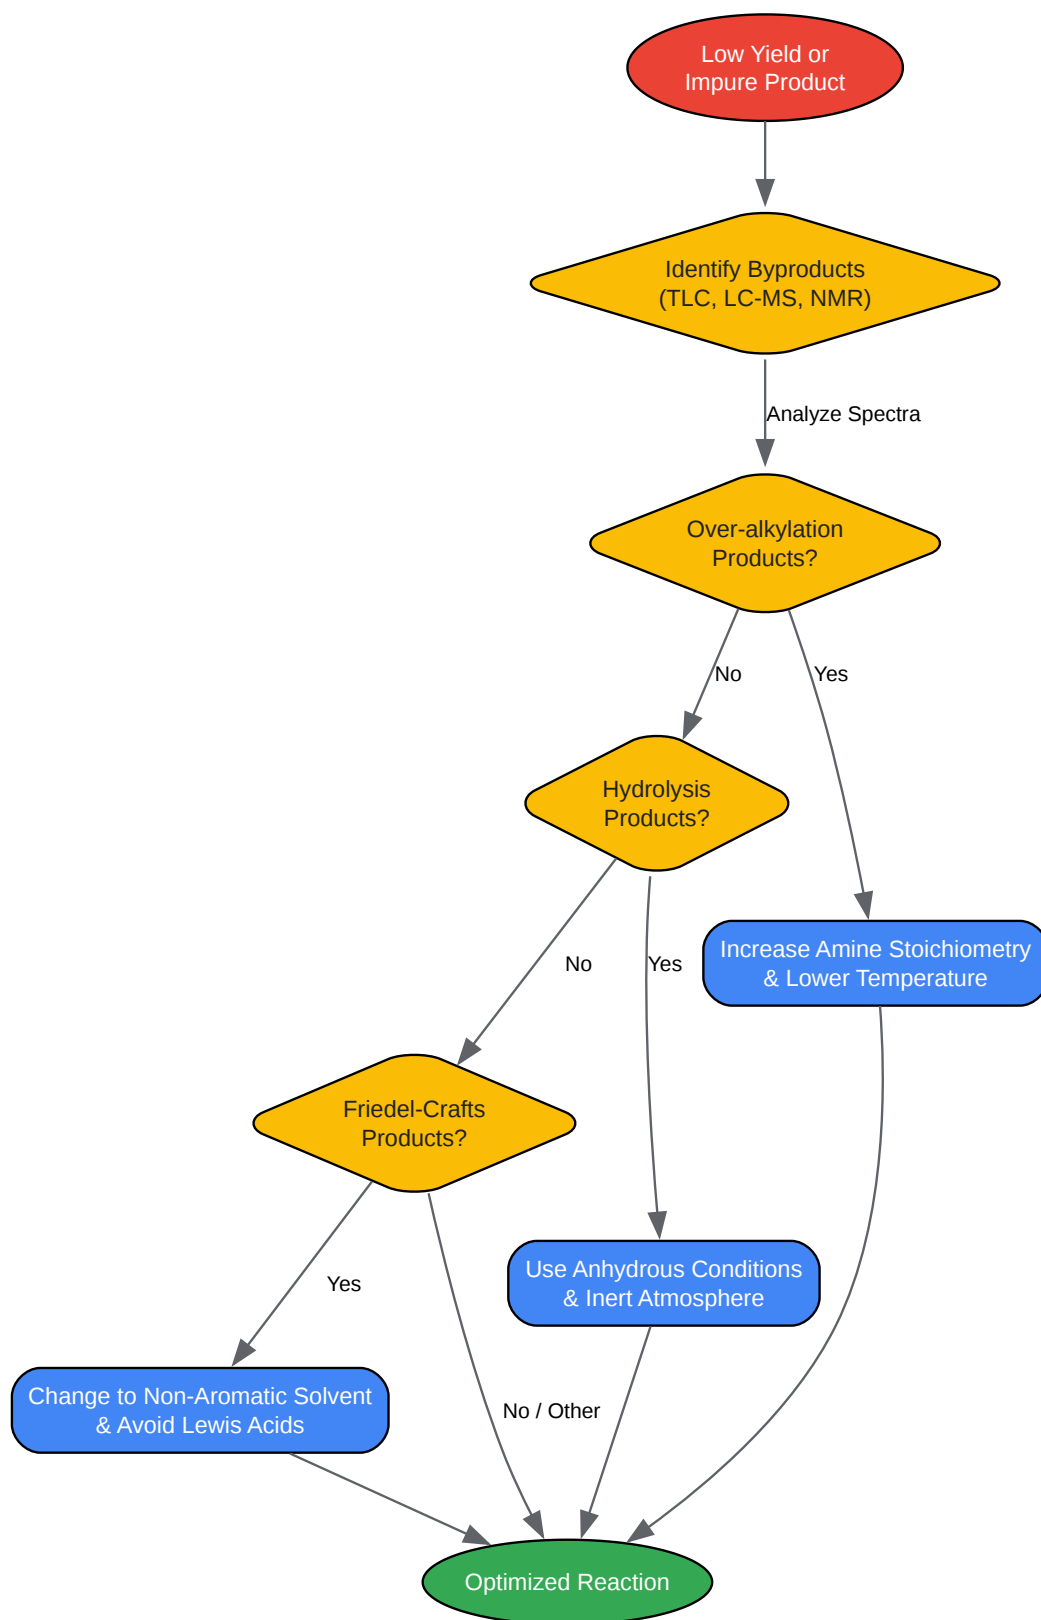 Low Yield or
Impure Product
Identify Byproducts
(TLC, LC-MS, NMR)
Analyze Spectra
Over-alkylation
Products?
No
Yes
Hydrolysis
Products?
No
Yes
Increase Amine Stoichiometry
& Lower Temperature
Friedel-Crafts
Products?
Yes
Use Anhydrous Conditions
& Inert Atmosphere
Change to Non-Aromatic Solvent
& Avoid Lewis Acids
No / Other
Optimized Reaction